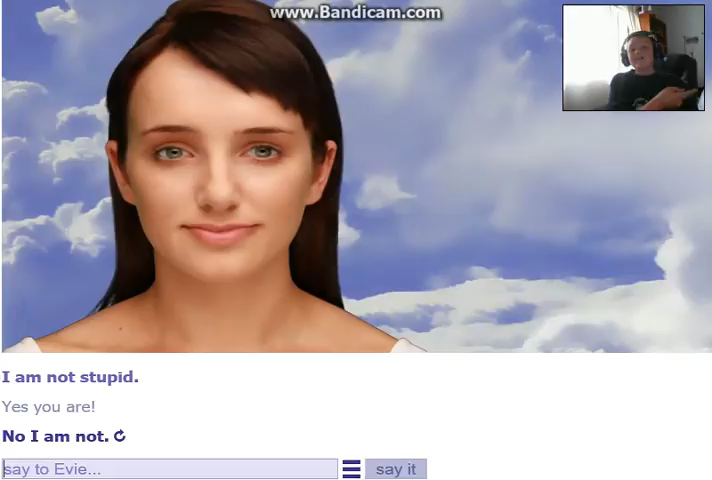 www.Bandicam.com
I am not stupid.
Yes you are!
No I am not.
say to Evie...
say it